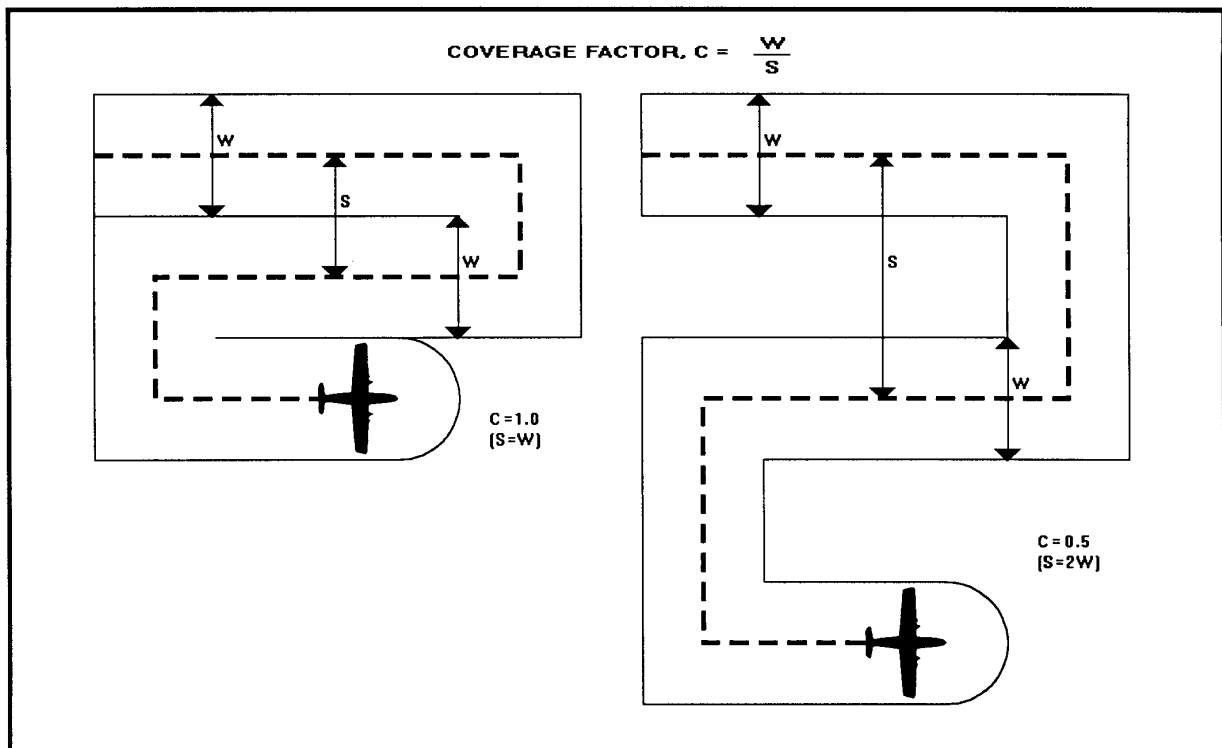 COVERAGE FACTOR, C = W
S
W
S
W
C=1.0
(S=W)
W
S
W
C=0.5
(S=2W)